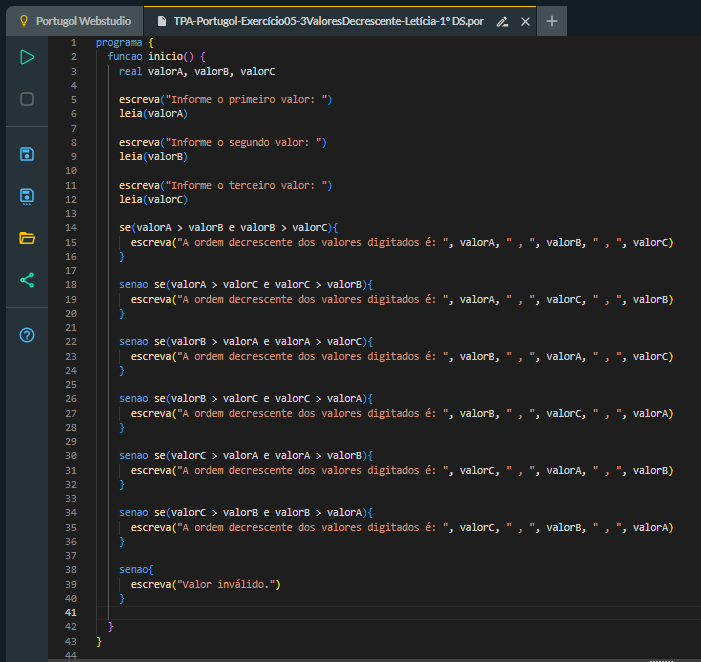 Portugol Webstudio
TPA-Portugol-Exercício05-3ValoresDecrescente-Letícia-1º DS.por
1 programa {
2 funcao inicio() {
3 real valorA, valorB, valorC
4
5 escreva("Informe o primeiro valor: ")
6 leia(valorA)
7
8 escreva("Informe o segundo valor: ")
9 leia(valorB)
10
11 escreva("Informe o terceiro valor: ")
12 leia(valorC)
13
14 se(valorA > valorB e valorB > valorC){
15 escreva("A ordem decrescente dos valores digitados é: ", valorA, " , ", valorB, " , ", valorC)
16 }
17
18 senao se(valorA > valorC e valorC > valorB){
19 escreva("A ordem decrescente dos valores digitados é: ", valorA, " , ", valorC, " , ", valorB)
20 }
21
22 senao se(valorB > valorA e valorA > valorC){
23 escreva("A ordem decrescente dos valores digitados é: ", valorB, " , ", valorA, " , ", valorC)
24 }
25
26 senao se(valorB > valorC e valorC > valorA){
27 escreva("A ordem decrescente dos valores digitados é: ", valorB, " , ", valorC, " , ", valorA)
28 }
29
30 senao se(valorC > valorA e valorA > valorB){
31 escreva("A ordem decrescente dos valores digitados é: ", valorC, " , ", valorA, " , ", valorB)
32 }
33
34 senao se(valorC > valorB e valorB > valorA){
35 escreva("A ordem decrescente dos valores digitados é: ", valorC, " , ", valorB, " , ", valorA)
36 }
37
38 senao{
39 escreva("Valor inválido.")
40 }
41
42 }
43 }
44